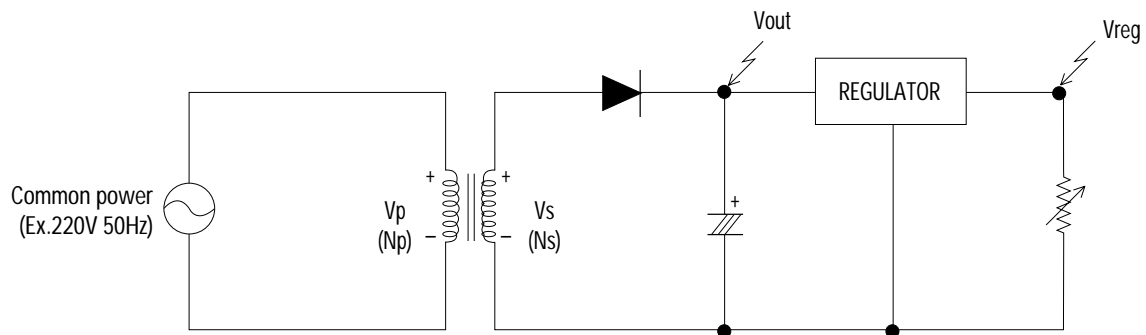 Vout
Vreg
REGULATOR
Common power
(Ex.220V 50Hz)
+
Vp
(Np)
−
+
Vs
(Ns)
−
+